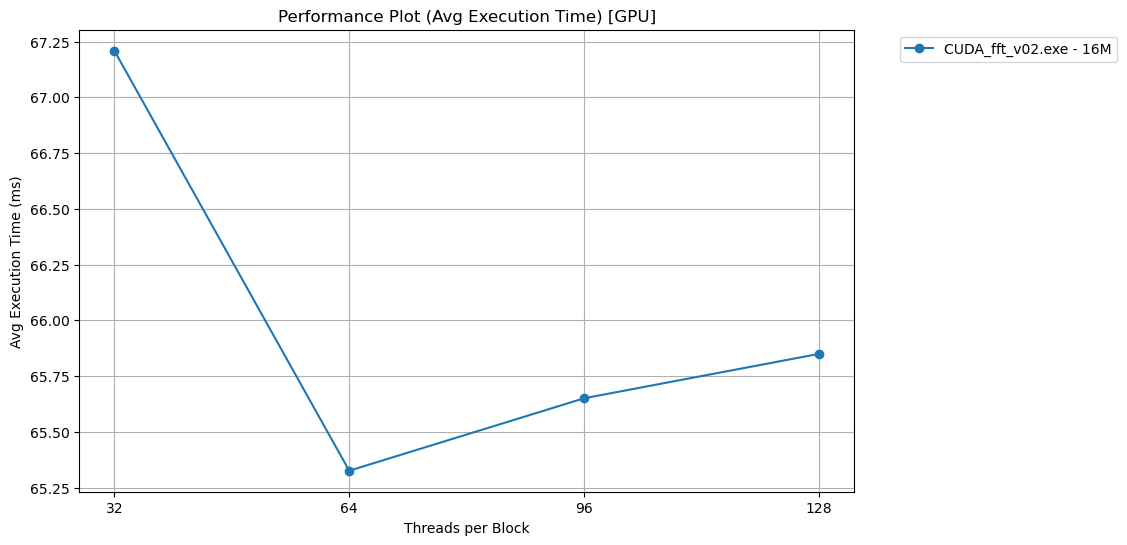 Performance Plot (Avg Execution Time) [GPU]
CUDA_fft_v02.exe - 16M
Avg Execution Time (ms)
67.25
67.00
66.75
66.50
66.25
66.00
65.75
65.50
65.25
32 64 96 128
Threads per Block